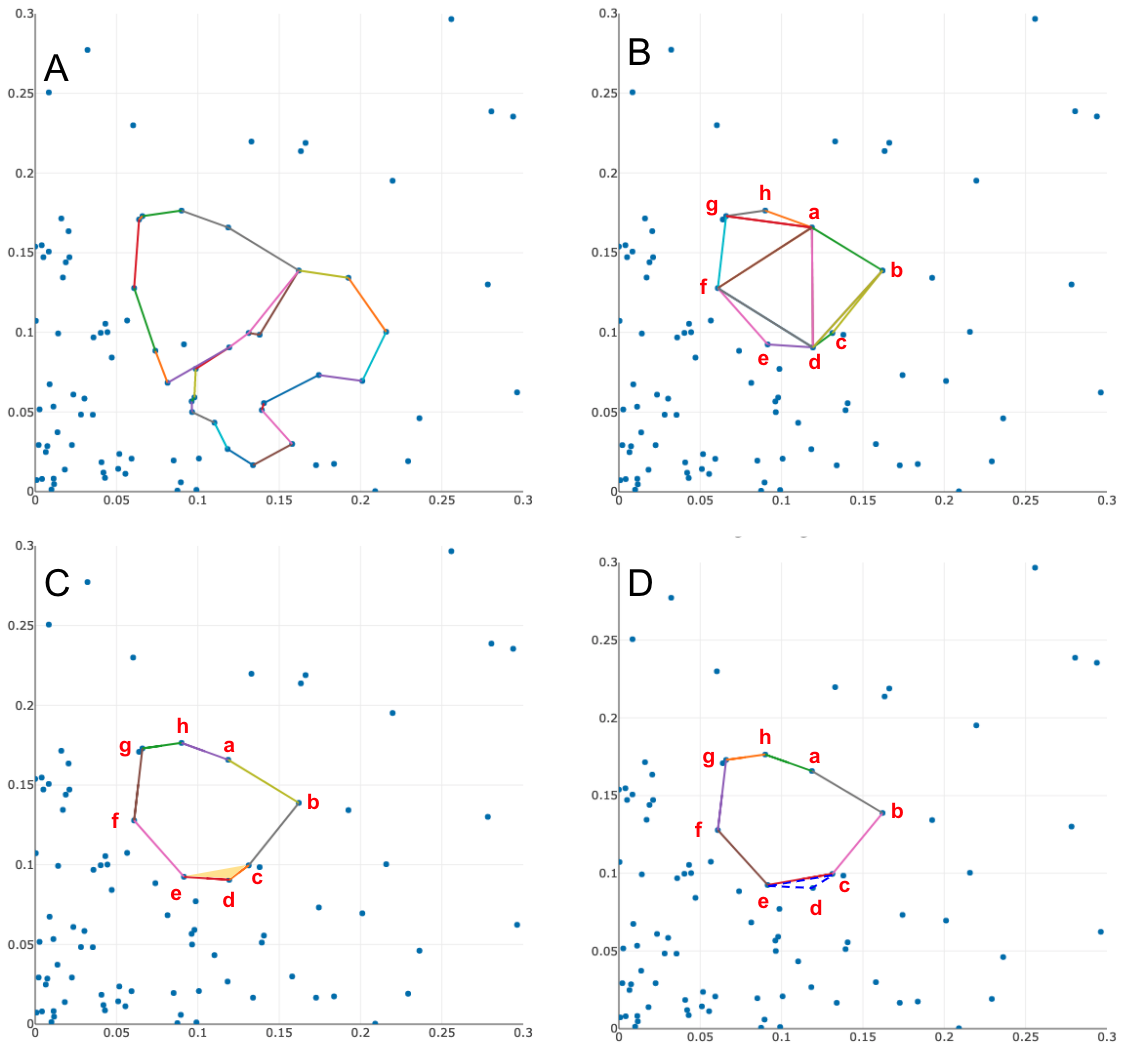 0.3 0.3
A B
0.25 0.25
0.2 0.2
h
g a
0.15 0.15
b
f
0.1 0.1
c
e d
0.05 0.05
0 0
0 0.05 0.1 0.15 0.2 0.25 0.3 0 0.05 0.1 0.15 0.2 0.25 0.3
0.3 0.3
C D
0.25 0.25
0.2 0.2
h h
g a g a
0.15 0.15
b b
f f
0.1 0.1
c c
e d e d
0.05 0.05
0 0
0 0.05 0.1 0.15 0.2 0.25 0.3 0 0.05 0.1 0.15 0.2 0.25 0.3